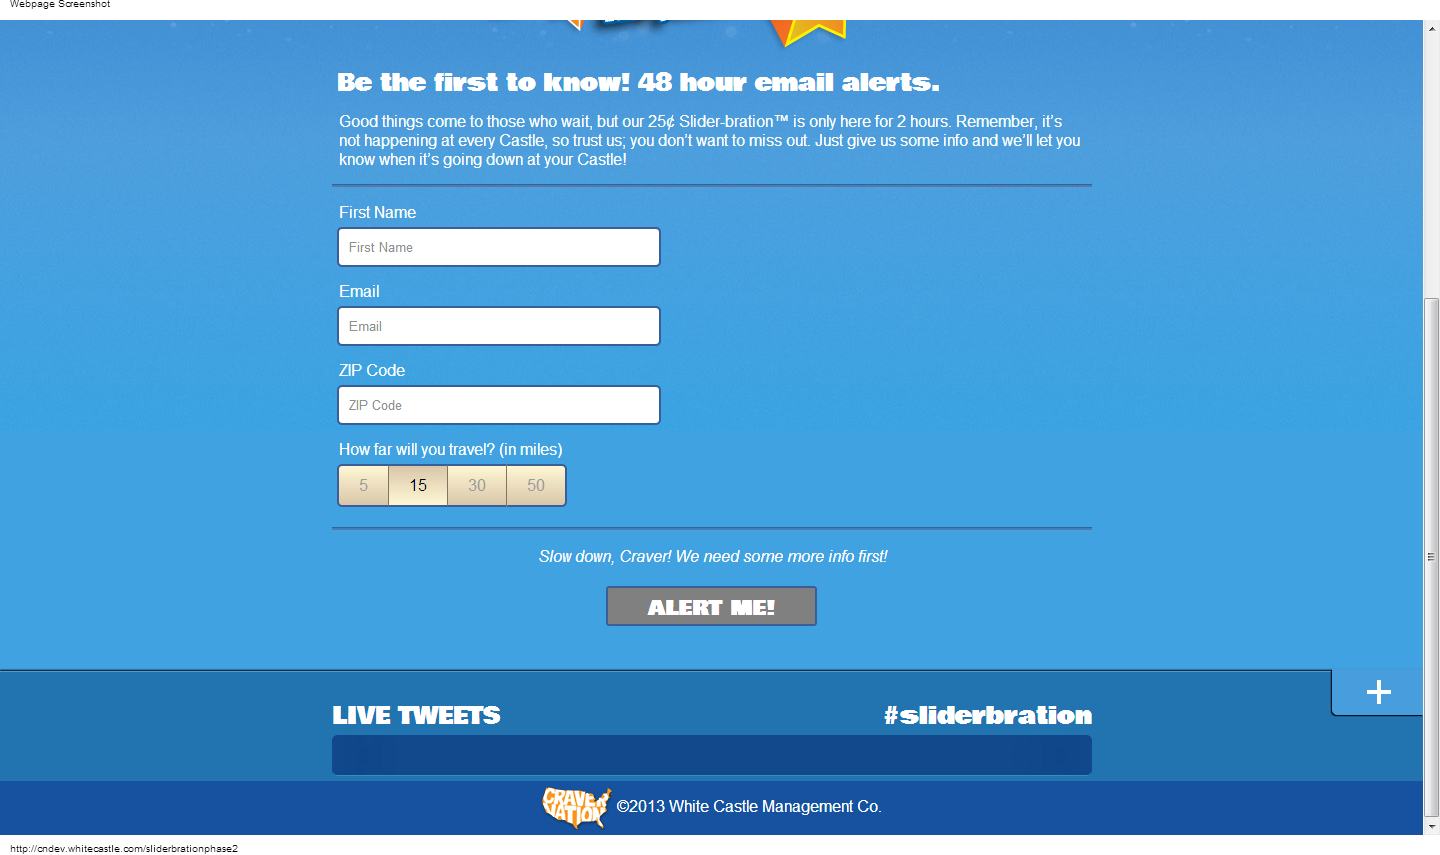 Webpage Screenshot
Be the first to know! 48 hour email alerts.
Good things come to those who wait, but our 25¢ Slider-bration™ is only here for 2 hours. Remember, it’s
not happening at every Castle, so trust us; you don’t want to miss out. Just give us some info and we’ll let you
know when it’s going down at your Castle!
First Name
First Name
Email
Email
ZIP Code
ZIP Code
How far will you travel? (in miles)
5 15 30 50
Slow down, Craver! We need some more info first!
ALERT ME!
+
LIVE TWEETS #sliderbration
CRAVER NATION ©2013 White Castle Management Co.
http://cndev.whitecastle.com/sliderbrationphase2